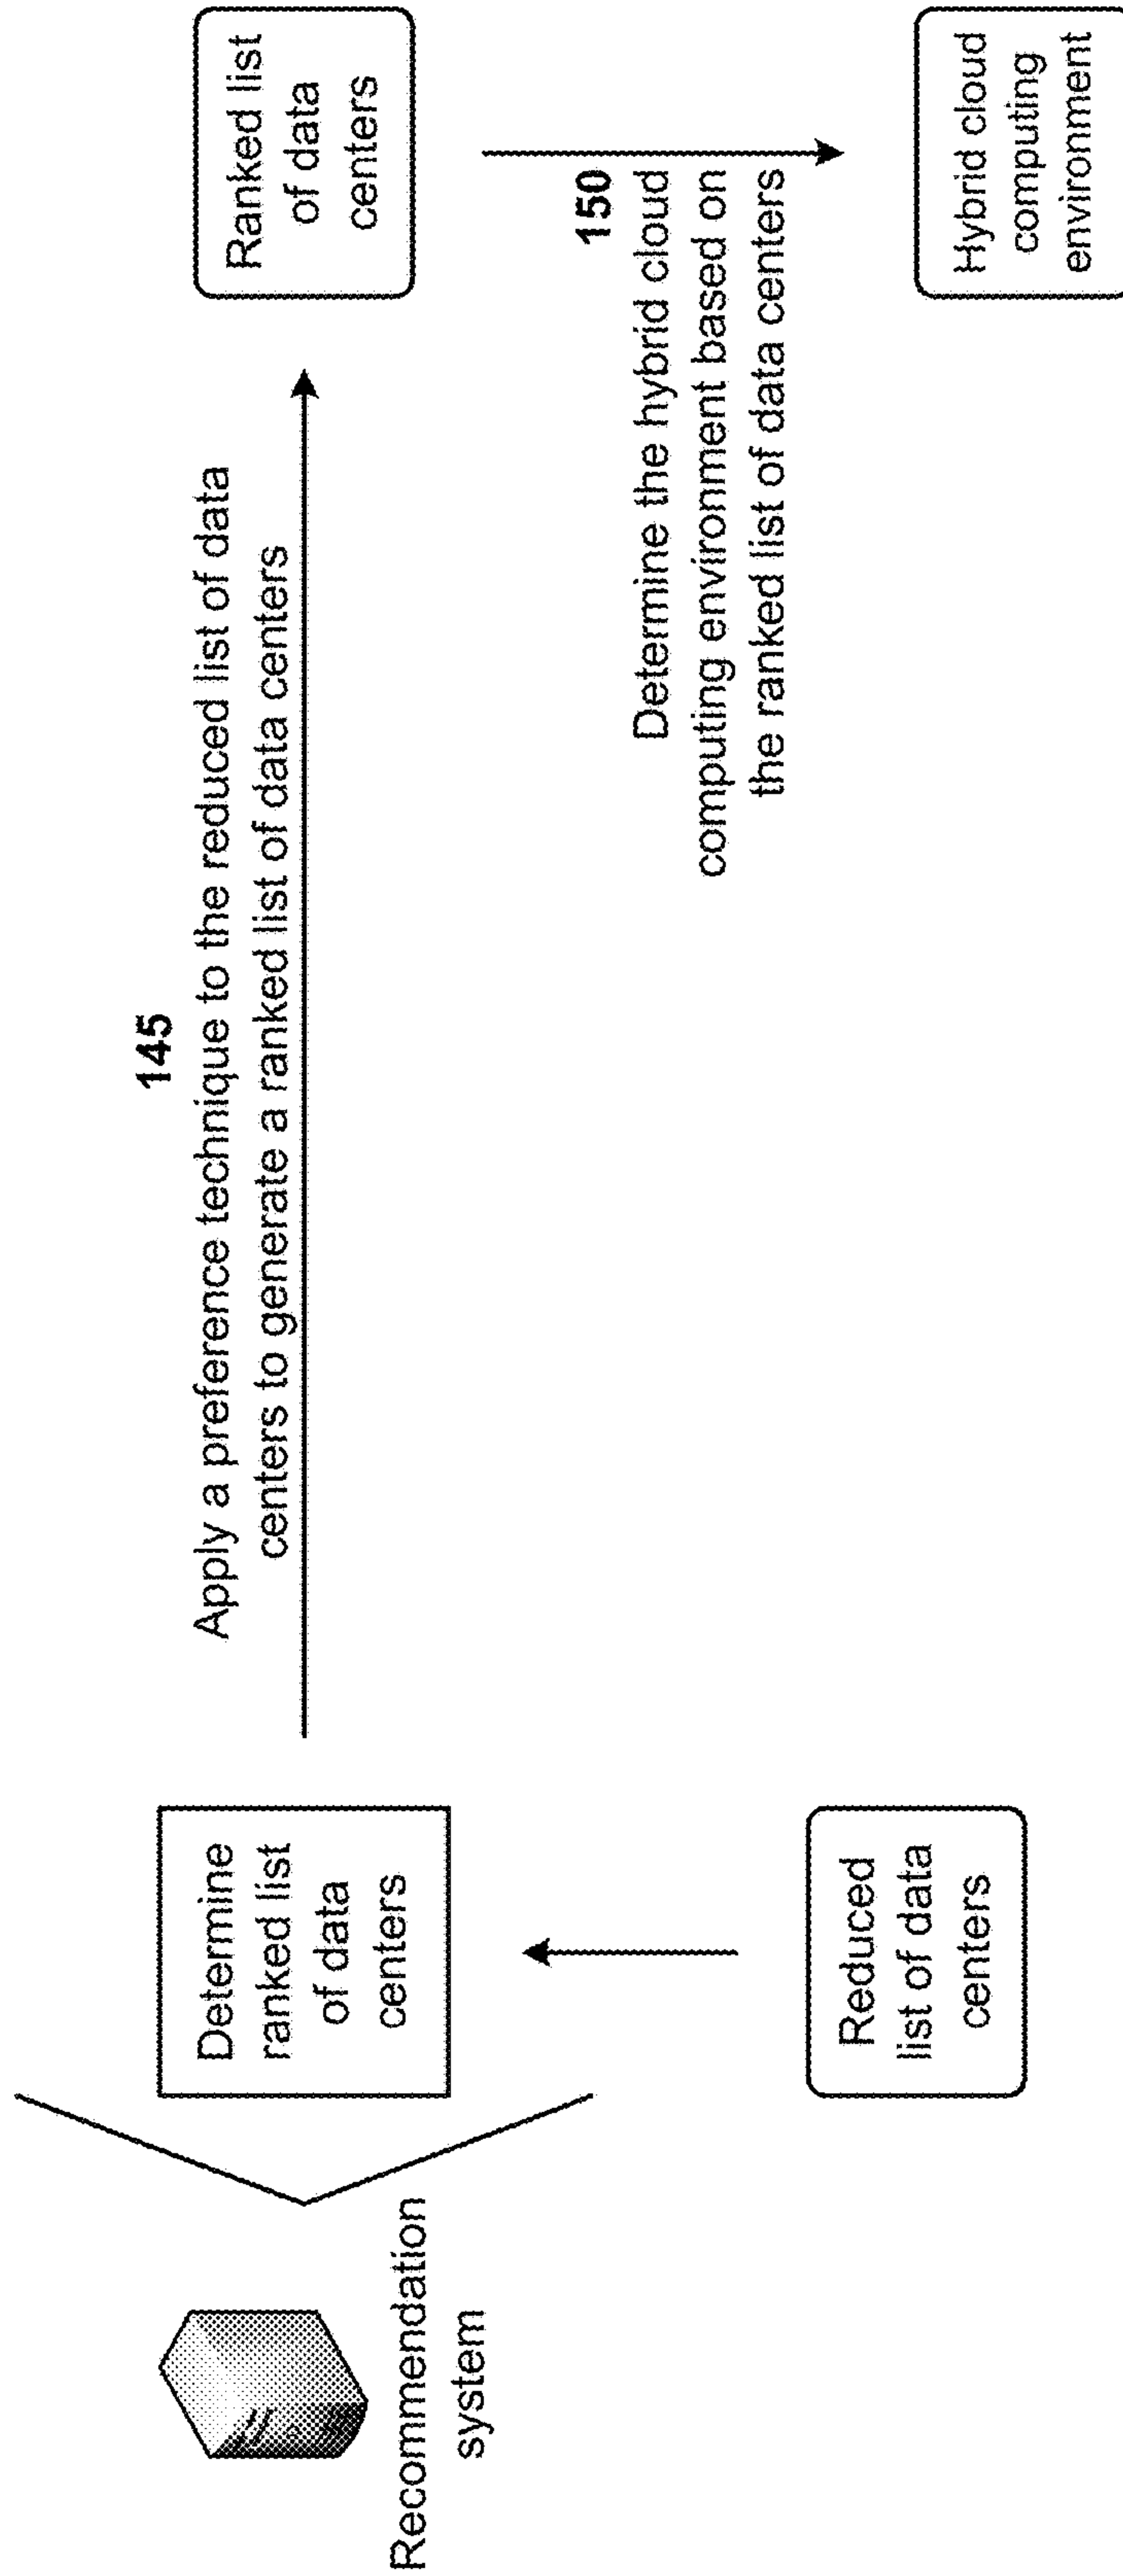 Recommendation
system
Determine
ranked list
of data
centers
Reduced
list of data
centers
145
Apply a preference technique to the reduced list of data
centers to generate a ranked list of data centers
Ranked list
of data
centers
150
Determine the hybrid cloud
computing environment based on
the ranked list of data centers
Hybrid cloud
computing
environment